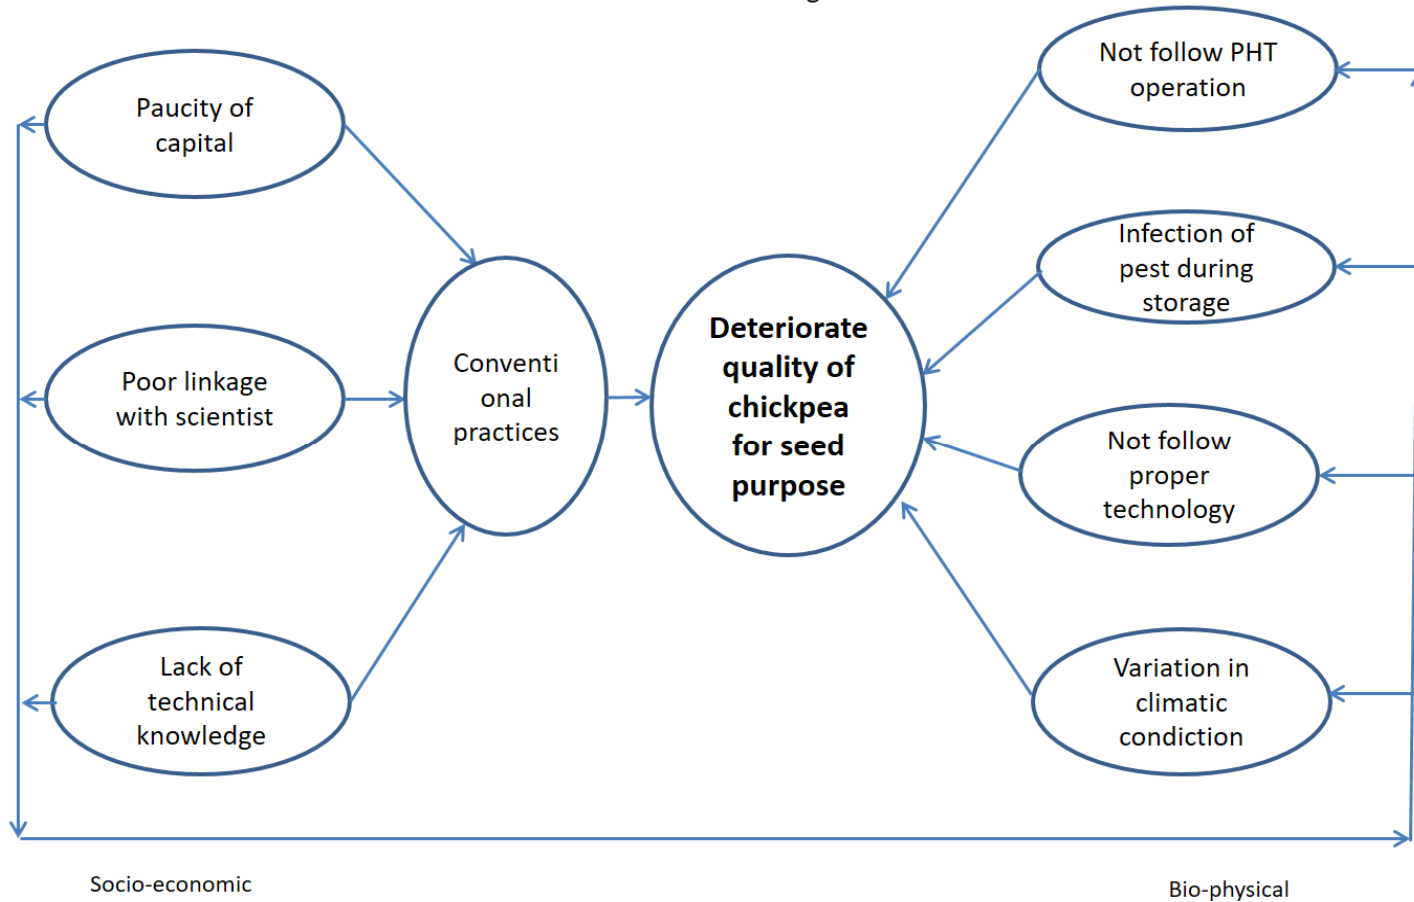 Paucity of
capital
Poor linkage
with scientist
Lack of
technical
knowledge
Conventi
onal
practices
Deteriorate
quality of
chickpea
for seed
purpose
Not follow PHT
operation
Infection of
pest during
storage
Not follow
proper
technology
Variation in
climatic
condiction
Socio-economic
Bio-physical